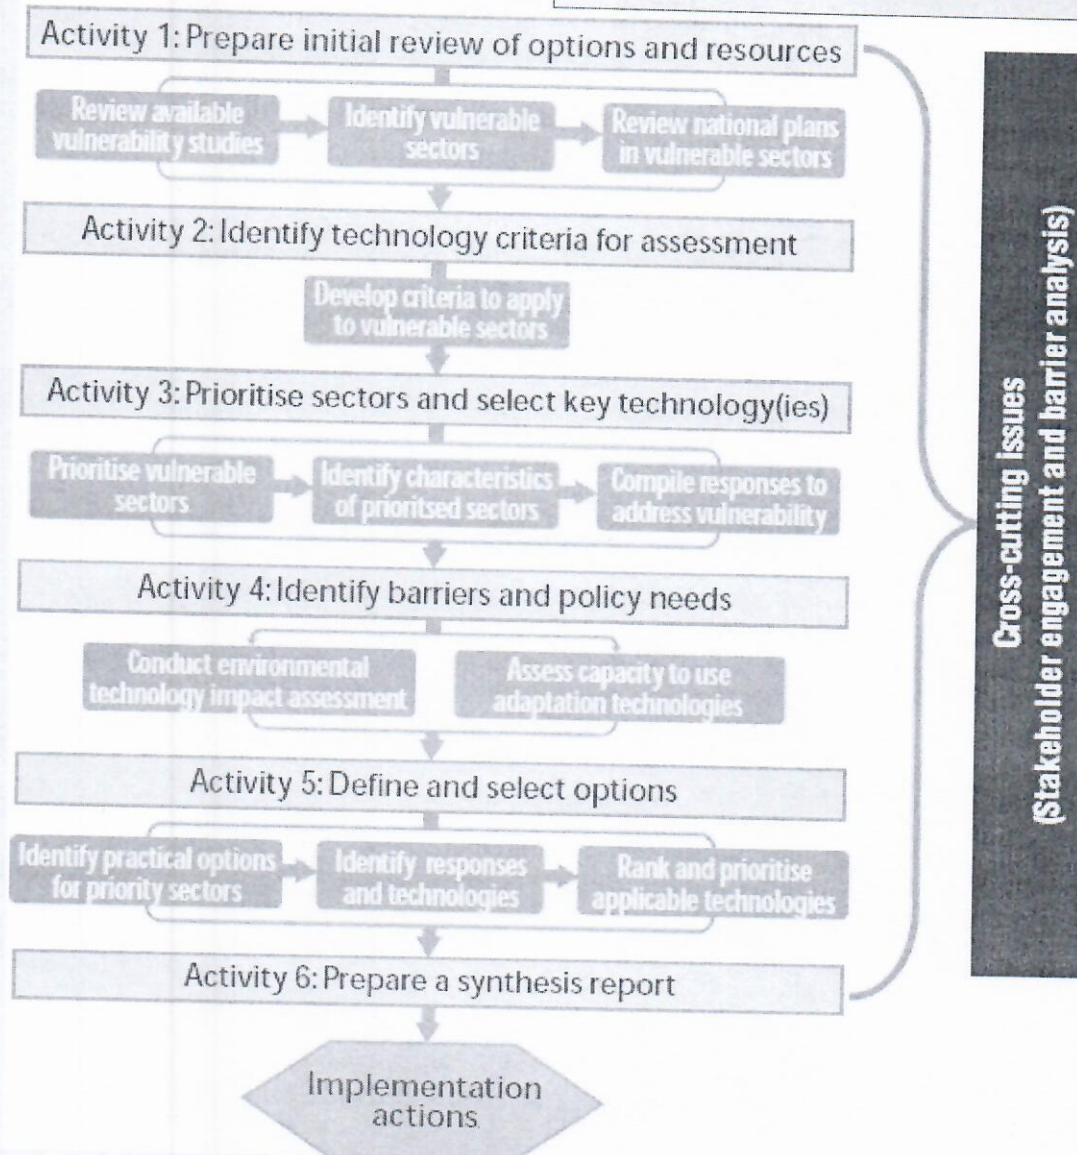 Activity 1: Prepare initial review of options and resources
Review available
vulnerability studies
Identify vulnerable
sectors
Review national plans
in vulnerable sectors
Activity 2: Identify technology criteria for assessment
Develop criteria to apply
to vulnerable sectors
Activity 3: Prioritise sectors and select key technology(ies)
Prioritise vulnerable
sectors
Identify characteristics
of prioritsed sectors
Compile responses to
address vulnerability
Activity 4: Identify barriers and policy needs
Conduct environmental
technology impact assessment
Assess capacity to use
adaptation technologies
Activity 5: Define and select options
Identify practical options
for priority sectors
Identify responses
and technologies
Rank and prioritise
applicable technologies
Activity 6: Prepare a synthesis report
Implementation
actions
Cross-cutting issues
(Stakeholder engagement and barrier analysis)